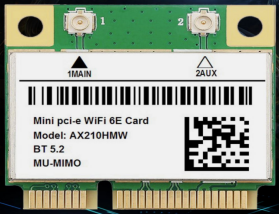 1 2
1MAIN 2AUX
Mini pci-e WiFi 6E Card
Model: AX210HMW
BT 5.2
MU-MIMO